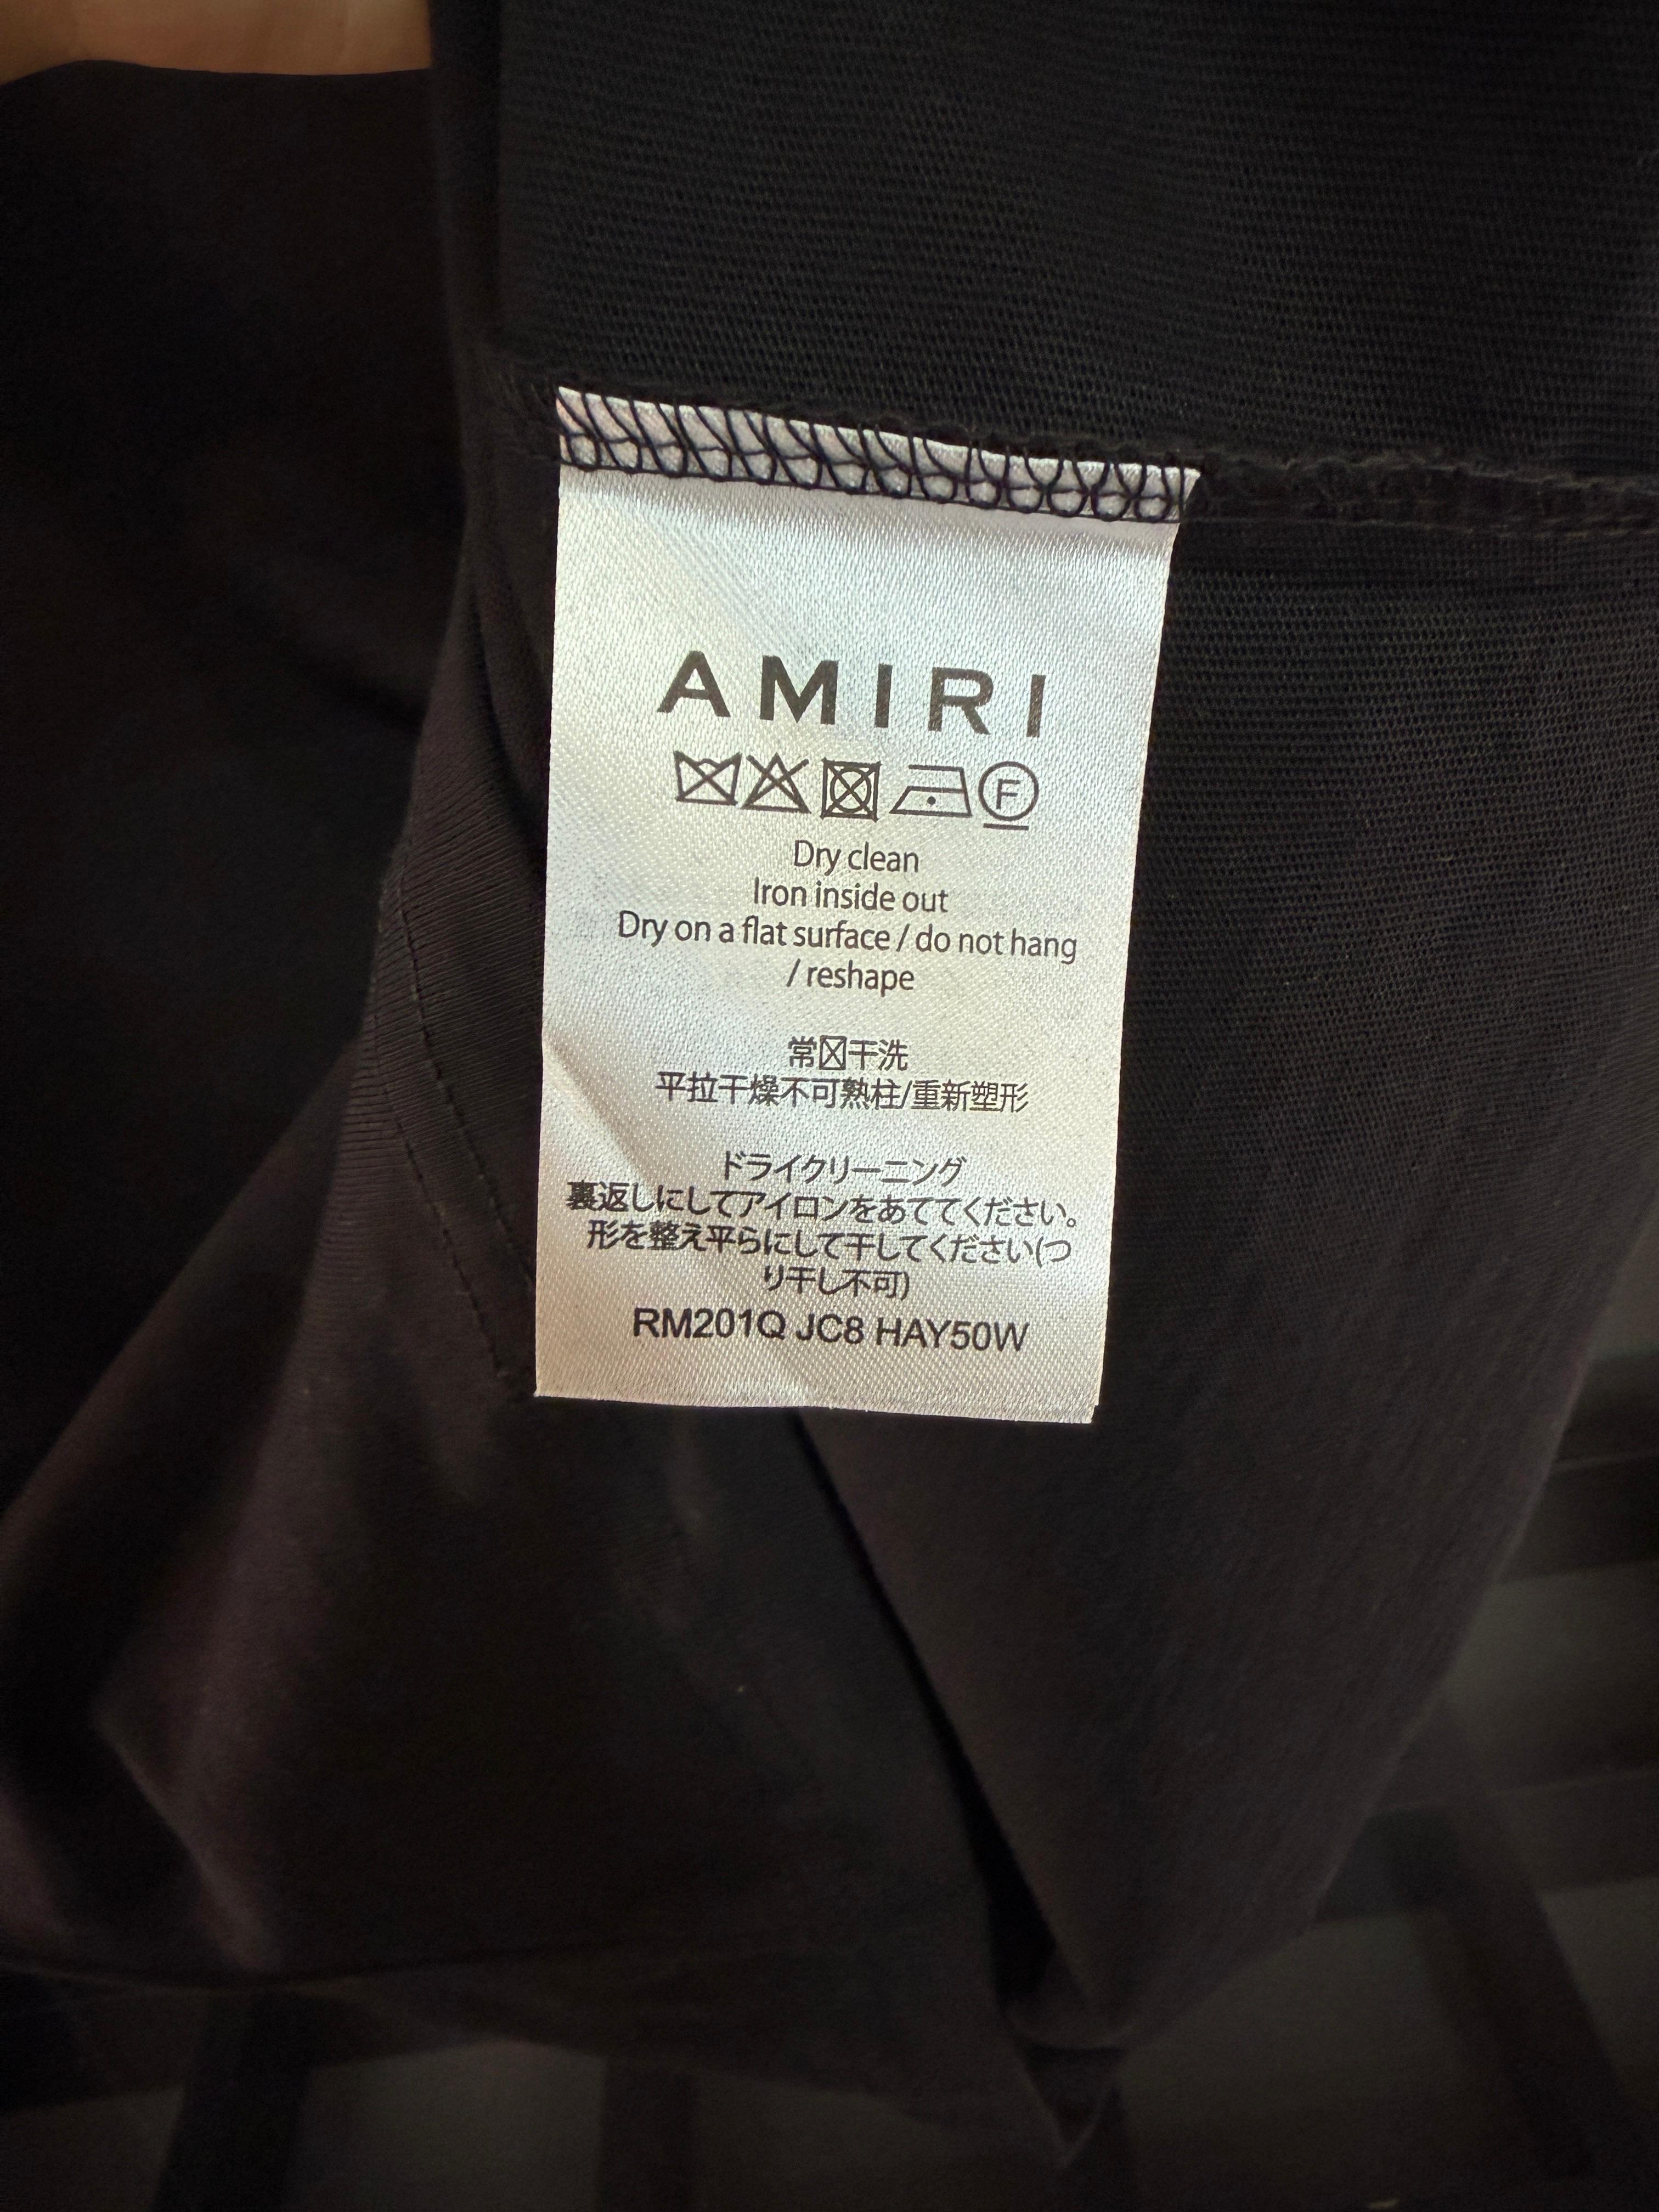 AMIRI
F
Dry clean
Iron inside out
Dry on a flat surface / do not hang
/ reshape
常☒干洗
平拉干燥不可熟柱/重新塑形
ドライクリーニング
裏返しにしてアイロンをあててください。
形を整え平らにして干してください(つ
り干し不可)
RM201Q JC8 HAY50W